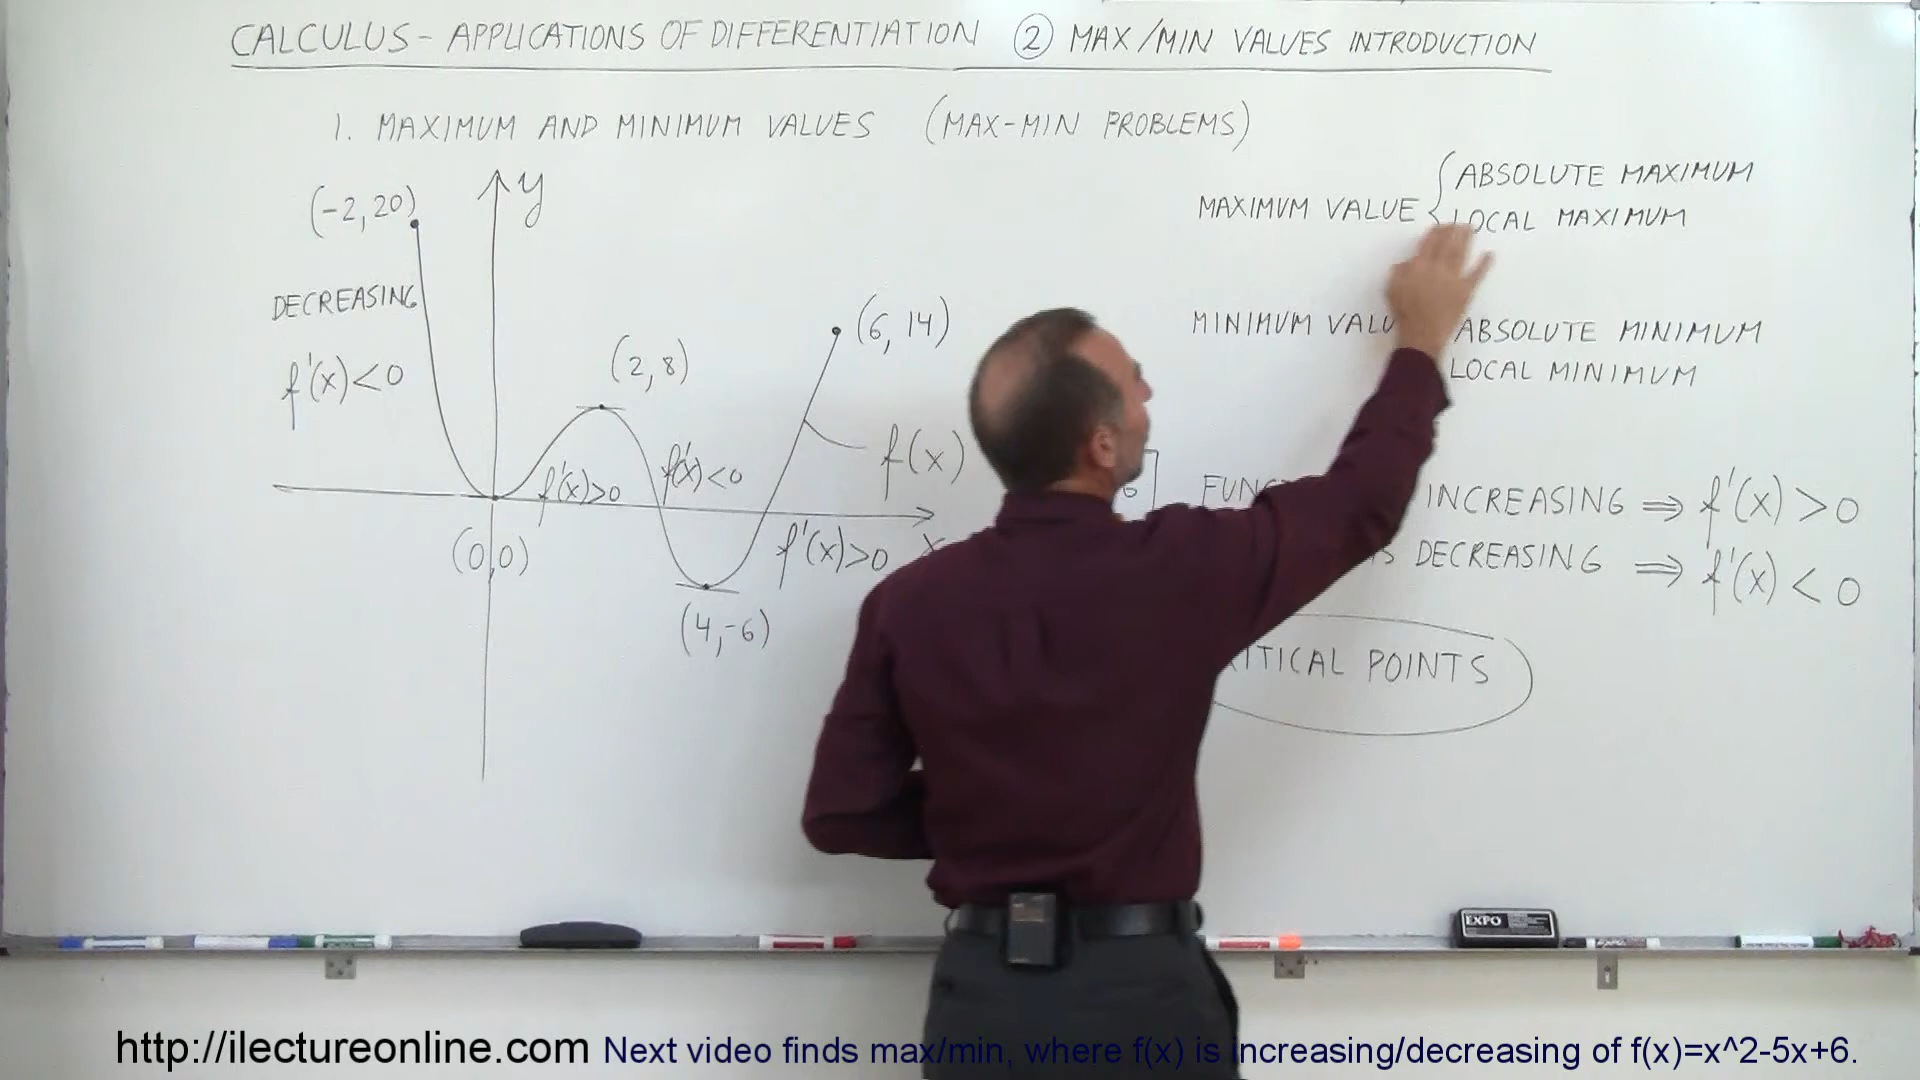 CALCULUS - APPLICATIONS OF DIFFERENTIATION ② MAX/MIN VALUES INTRODUCTION
1. MAXIMUM AND MINIMUM VALUES (MAX-MIN PROBLEMS)
(-2, 20)
y
DECREASING
f'(x)<0
(2, 8)
(6, 14)
f(x)
f'(x)>0
f'(x)<0
f'(x)>0
x
(0,0)
(4,-6)
MAXIMUM VALUE { ABSOLUTE MAXIMUM
LOCAL MAXIMUM
MINIMUM ABSOLUTE MINIMUM
LOCAL MINIMUM
INCREASING ⇒ f'(x) > 0
DECREASING ⇒ f'(x) < 0
POINTS
EXPO
http://ilectureonline.com Next video finds max/min, where f(x) is increasing/decreasing of f(x)=x^2-5x+6.